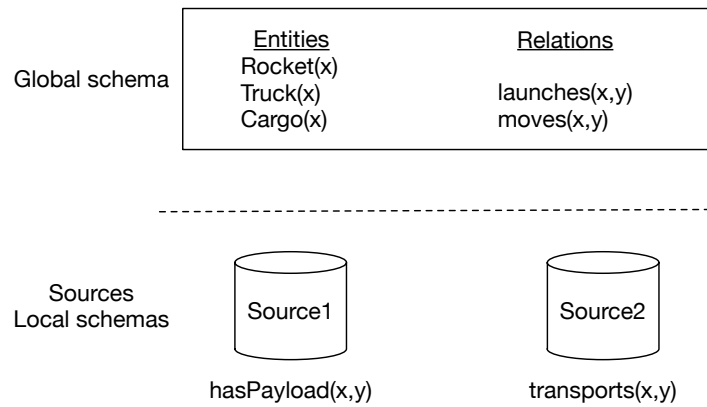 Entities Relations
Rocket(x)
Global schema Truck(x) launches(x,y)
Cargo(x) moves(x,y)
Sources
Local schemas
Source1 Source2
hasPayload(x,y) transports(x,y)